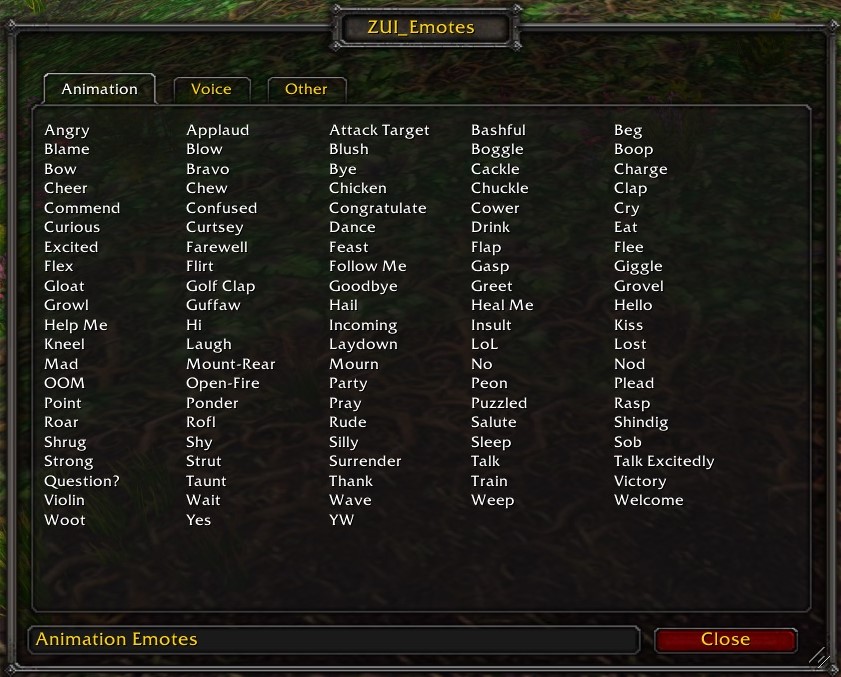 ZUI_Emotes
Animation Voice Other
Angry Applaud Attack Target Bashful Beg
Blame Blow Blush Boggle Boop
Bow Bravo Bye Cackle Charge
Cheer Chew Chicken Chuckle Clap
Commend Confused Congratulate Cower Cry
Curious Curtsey Dance Drink Eat
Excited Farewell Feast Flap Flee
Flex Flirt Follow Me Gasp Giggle
Gloat Golf Clap Goodbye Greet Grovel
Growl Guffaw Hail Heal Me Hello
Help Me Hi Incoming Insult Kiss
Kneel Laugh Laydown LoL Lost
Mad Mount-Rear Mourn No Nod
OOM Open-Fire Party Peon Plead
Point Ponder Pray Puzzled Rasp
Roar Rofl Rude Salute Shindig
Shrug Shy Silly Sleep Sob
Strong Strut Surrender Talk Talk Excitedly
Question? Taunt Thank Train Victory
Violin Wait Wave Weep Welcome
Woot Yes YW
Animation Emotes Close